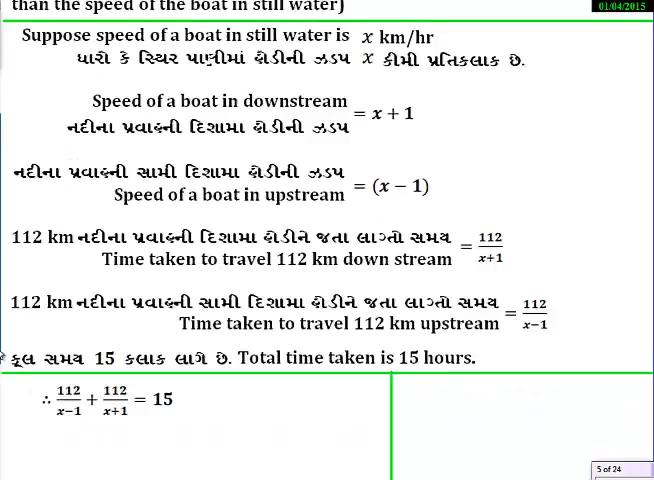 than the speed of the boat in still water)
01/04/2015
Suppose speed of a boat in still water is x km/hr
ધારો કે સ્થિર પાણીમાં હોડીની ઝડપ x કીમી પ્રતિકલાક છે.
Speed of a boat in downstream
નદીના પ્રવાહની દિશામા હોડીની ઝડપ = x + 1
નદીના પ્રવાહની સામી દિશામા હોડીની ઝડપ
Speed of a boat in upstream = (x − 1)
112 km નદીના પ્રવાહની દિશામા હોડીને જતા લાગ્તો સમય
Time taken to travel 112 km down stream = 112/x+1
112 km નદીના પ્રવાહની સામી દિશામા હોડીને જતા લાગ્તો સમય
Time taken to travel 112 km upstream = 112/x−1
કૂલ સમય 15 કલાક લાગે છે. Total time taken is 15 hours.
∴ 112/x−1 + 112/x+1 = 15
5 of 24